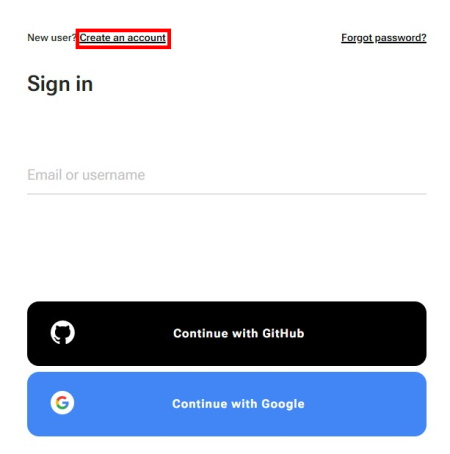 New user? Create an account Forgot password?
Sign in
Email or username
Continue with GitHub
Continue with Google